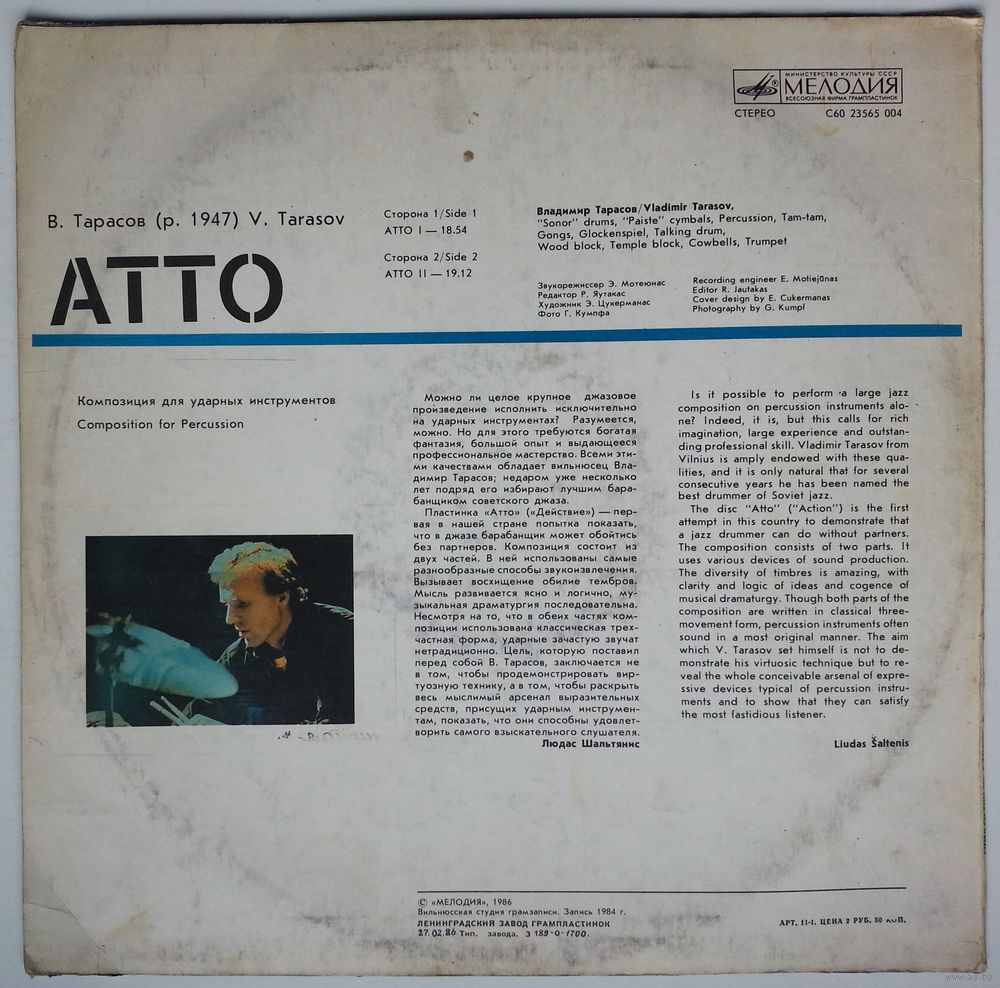 МИНИСТЕРСТВО КУЛЬТУРЫ СССР
МЕЛОДИЯ
ВСЕСОЮЗНАЯ ФИРМА ГРАМПЛАСТИНОК
СТЕРЕО С60 23565 004
В. Тарасов (р. 1947) V. Tarasov
АТТО
Сторона 1/Side 1
АТТО I — 18.54
Сторона 2/Side 2
АТТО II — 19.12
Владимир Тарасов/Vladimir Tarasov,
"Sonor" drums, "Paiste" cymbals, Percussion, Tam-tam,
Gongs, Glockenspiel, Talking drum,
Wood block, Temple block, Cowbells, Trumpet
Звукорежиссер Э. Мотеюнас
Редактор Р. Яутакас
Художник Э. Цукерманас
Фото Г. Кумпфа
Recording engineer E. Motiejūnas
Editor R. Jautakas
Cover design by E. Cukermanas
Photography by G. Kumpf
Композиция для ударных инструментов
Composition for Percussion
Можно ли целое крупное джазовое
произведение исполнить исключительно
на ударных инструментах? Разумеется,
можно. Но для этого требуются богатая
фантазия, большой опыт и выдающееся
профессиональное мастерство. Всеми эти-
ми качествами обладает вильнюсец Вла-
димир Тарасов; недаром уже несколько
лет подряд его избирают лучшим бара-
банщиком советского джаза.
Пластинка «Атто» («Действие») — пер-
вая в нашей стране попытка показать,
что в джазе барабанщик может обойтись
без партнеров. Композиция состоит из
двух частей. В ней использованы самые
разнообразные способы звукоизвлечения.
Вызывает восхищение обилие тембров.
Мысль развивается ясно и логично, му-
зыкальная драматургия последовательна.
Несмотря на то, что в обеих частях ком-
позиции использована классическая трех-
частная форма, ударные зачастую звучат
нетрадиционно. Цель, которую поставил
перед собой В. Тарасов, заключается не
в том, чтобы продемонстрировать вир-
туозную технику, а в том, чтобы раскрыть
весь мыслимый арсенал выразительных
средств, присущих ударным инструмен-
там, показать, что они способны удовлет-
ворить самого взыскательного слушателя.
Людас Шальтянис
Is it possible to perform a large jazz
composition on percussion instruments alo-
ne? Indeed, it is, but this calls for rich
imagination, large experience and outstan-
ding professional skill. Vladimir Tarasov from
Vilnius is amply endowed with these qua-
lities, and it is only natural that for several
consecutive years he has been named the
best drummer of Soviet jazz.
The disc "Atto" ("Action") is the first
attempt in this country to demonstrate that
a jazz drummer can do without partners.
The composition consists of two parts. It
uses various devices of sound production.
The diversity of timbres is amazing, with
clarity and logic of ideas and cogence of
musical dramaturgy. Though both parts of the
composition are written in classical three-
movement form, percussion instruments often
sound in a most original manner. The aim
which V. Tarasov set himself is not to de-
monstrate his virtuosic technique but to re-
veal the whole conceivable arsenal of expre-
ssive devices typical of percussion instru-
ments and to show that they can satisfy
the most fastidious listener.
Liudas Šaltenis
© «МЕЛОДИЯ», 1986
Вильнюсская студия грамзаписи. Запись 1984 г.
ЛЕНИНГРАДСКИЙ ЗАВОД ГРАМПЛАСТИНОК
27.02.86 Тип. завода. З 189-0-1700.
АРТ. 11-1. ЦЕНА 2 РУБ. 50 КОП.
www.ay.by